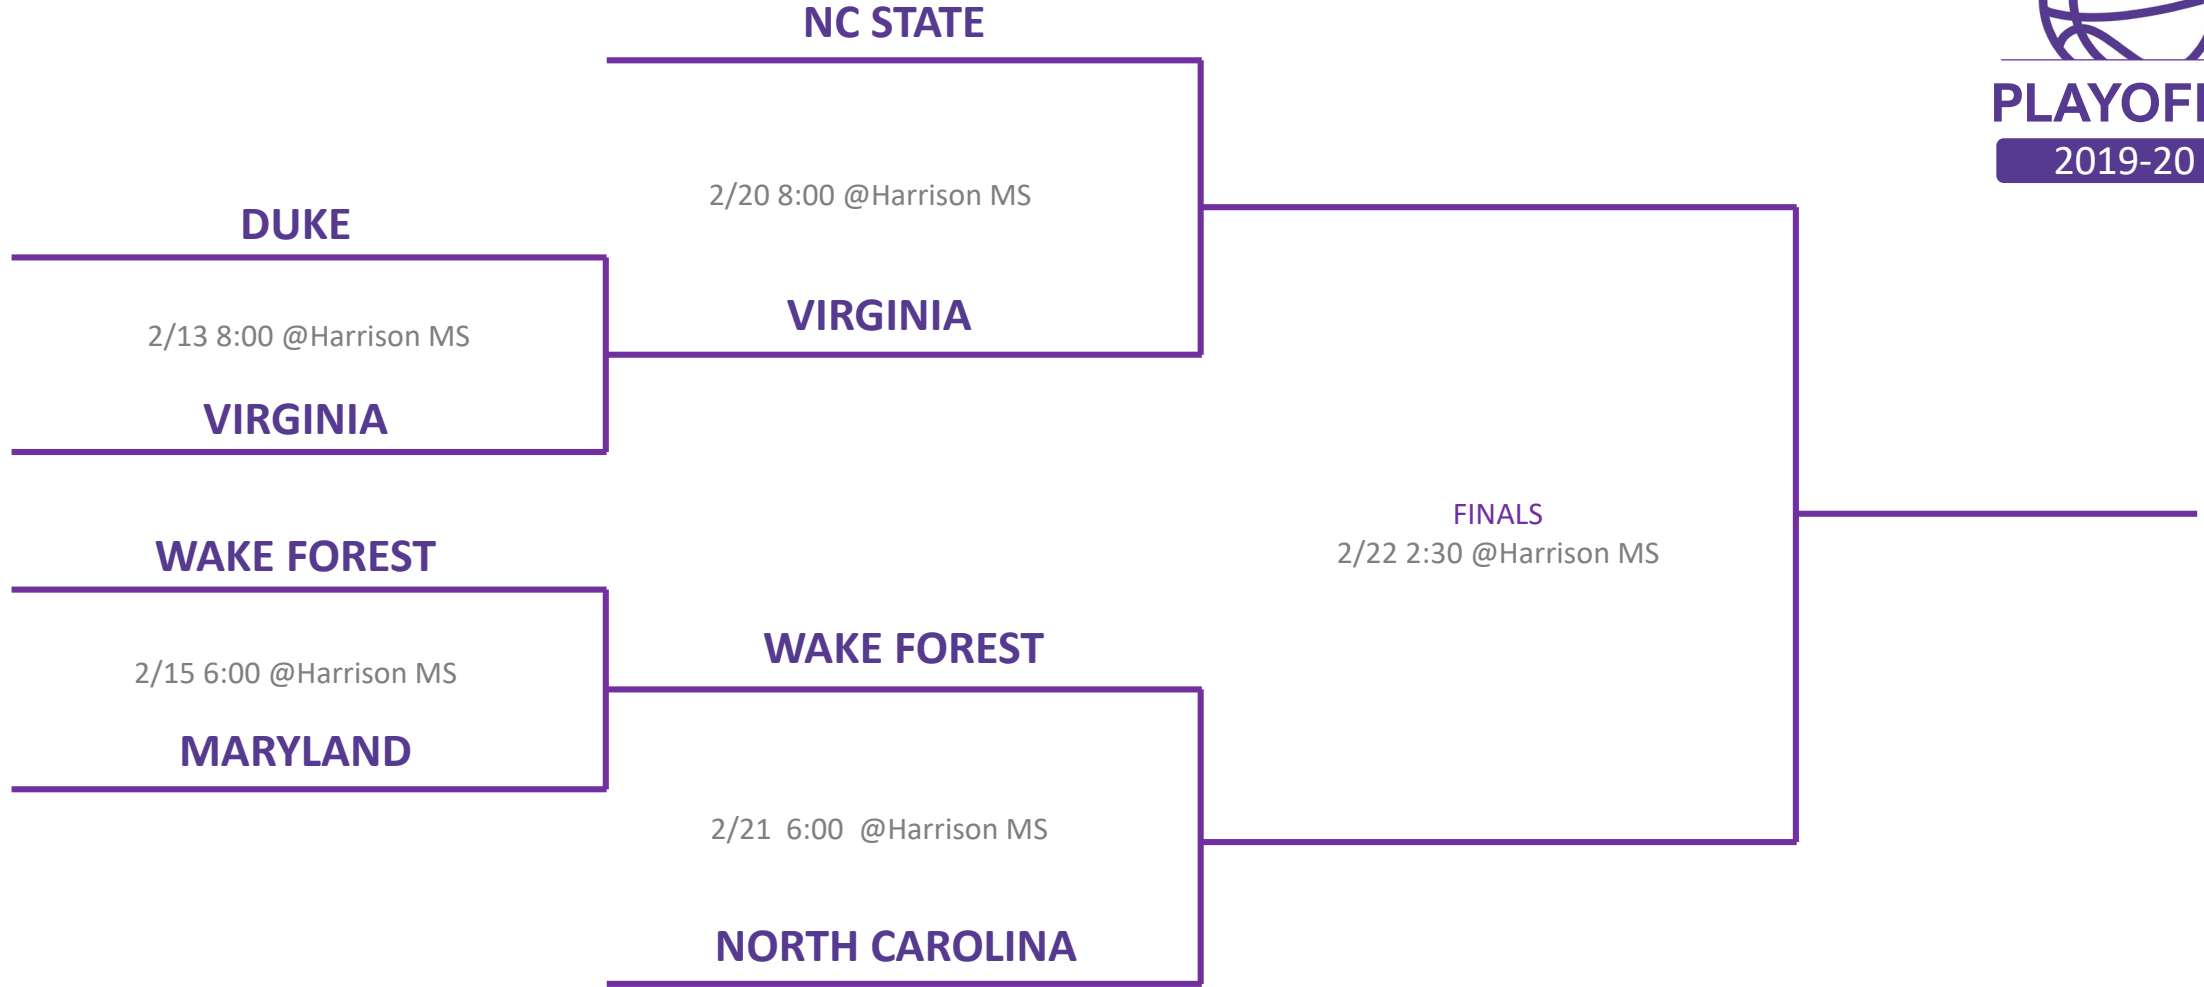 NC STATE
PLAYOFF
2019-20
2/20 8:00 @Harrison MS
DUKE
VIRGINIA
2/13 8:00 @Harrison MS
VIRGINIA
FINALS
2/22 2:30 @Harrison MS
WAKE FOREST
WAKE FOREST
2/15 6:00 @Harrison MS
MARYLAND
2/21 6:00 @Harrison MS
NORTH CAROLINA